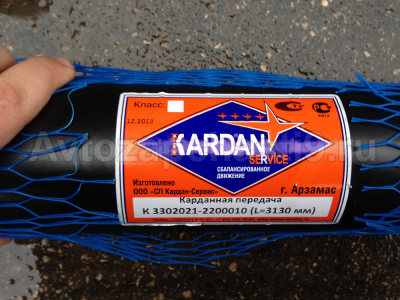 Класс:
12.2013
KARDAN
SERVICE
СБАЛАНСИРОВАННОЕ
ДВИЖЕНИЕ
Изготовлено
ООО «СП Кардан-Сервис»
г. Арзамас
Карданная передача
К 3302021-2200010 (L=3130 мм)